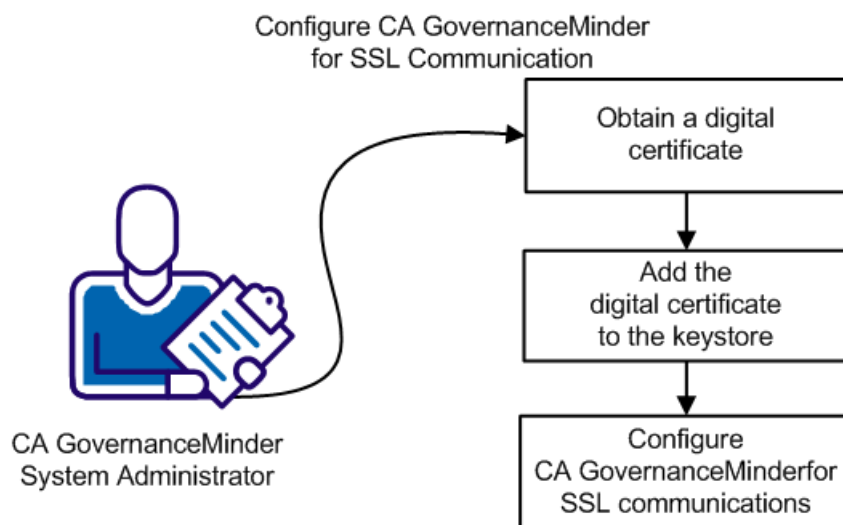 Configure CA GovernanceMinder
for SSL Communication
Obtain a digital
certificate
Add the
digital certificate
to the keystore
Configure
CA GovernanceMinderfor
SSL communications
CA GovernanceMinder
System Administrator